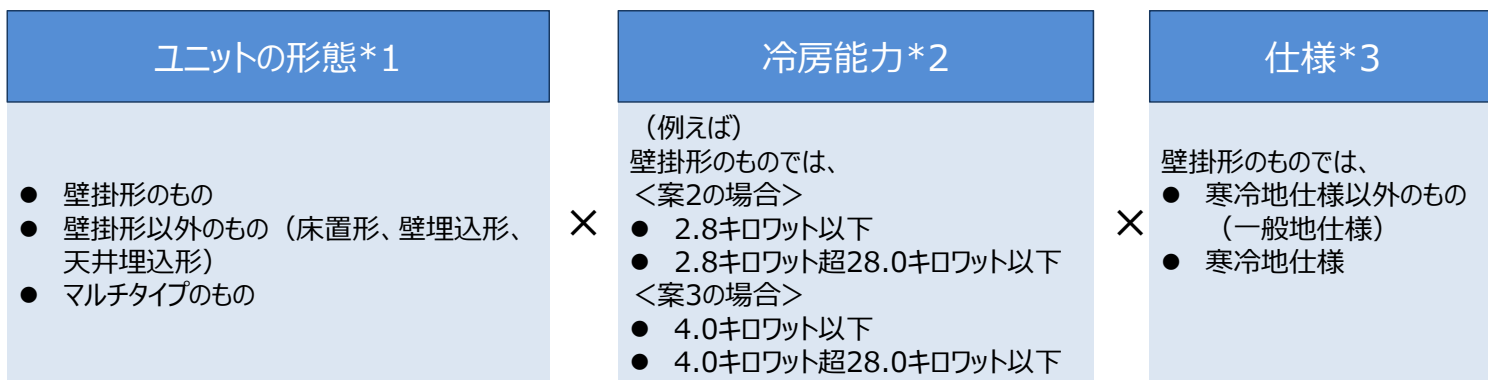 ユニットの形態*1
● 壁掛形のもの
● 壁掛形以外のもの（床置形、壁埋込形、
天井埋込形）
● マルチタイプのもの
×
冷房能力*2
（例えば）
壁掛形のものでは、
＜案2の場合＞
● 2.8キロワット以下
● 2.8キロワット超28.0キロワット以下
＜案3の場合＞
● 4.0キロワット以下
● 4.0キロワット超28.0キロワット以下
×
仕様*3
壁掛形のものでは、
● 寒冷地仕様以外のもの
（一般地仕様）
● 寒冷地仕様